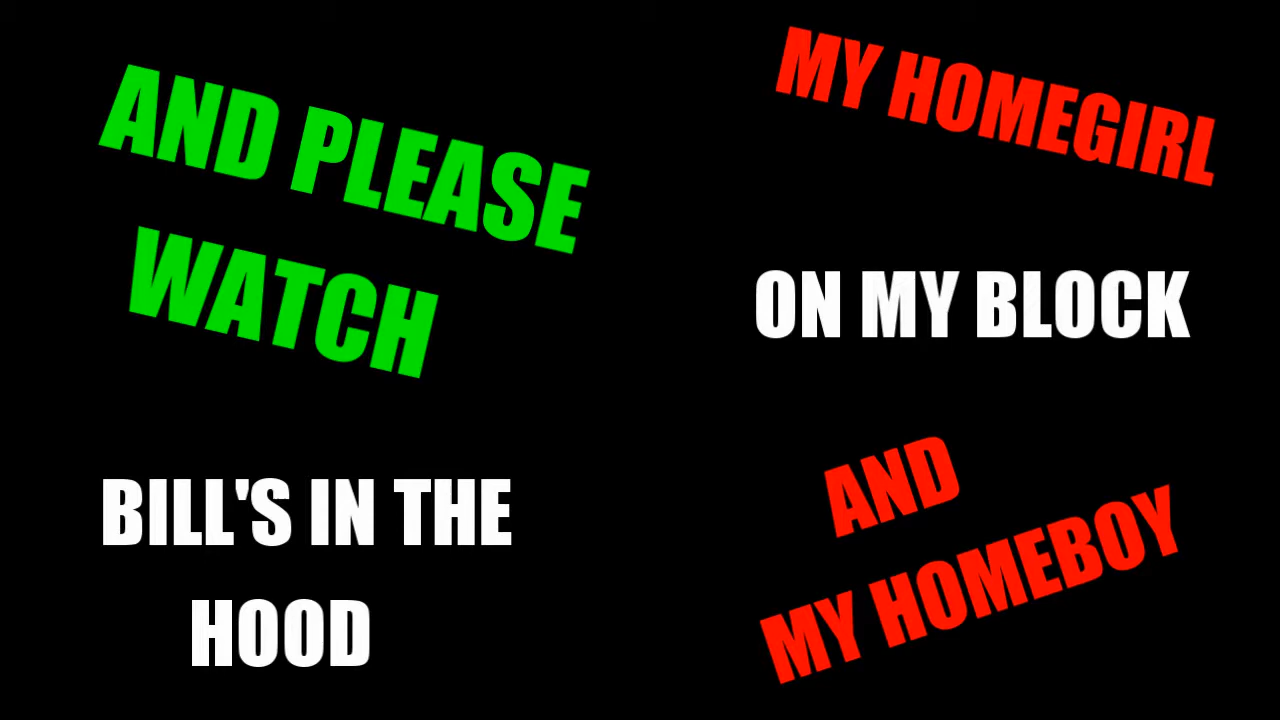 AND PLEASE
WATCH
BILL'S IN THE
HOOD
MY HOMEGIRL
ON MY BLOCK
AND
MY HOMEBOY